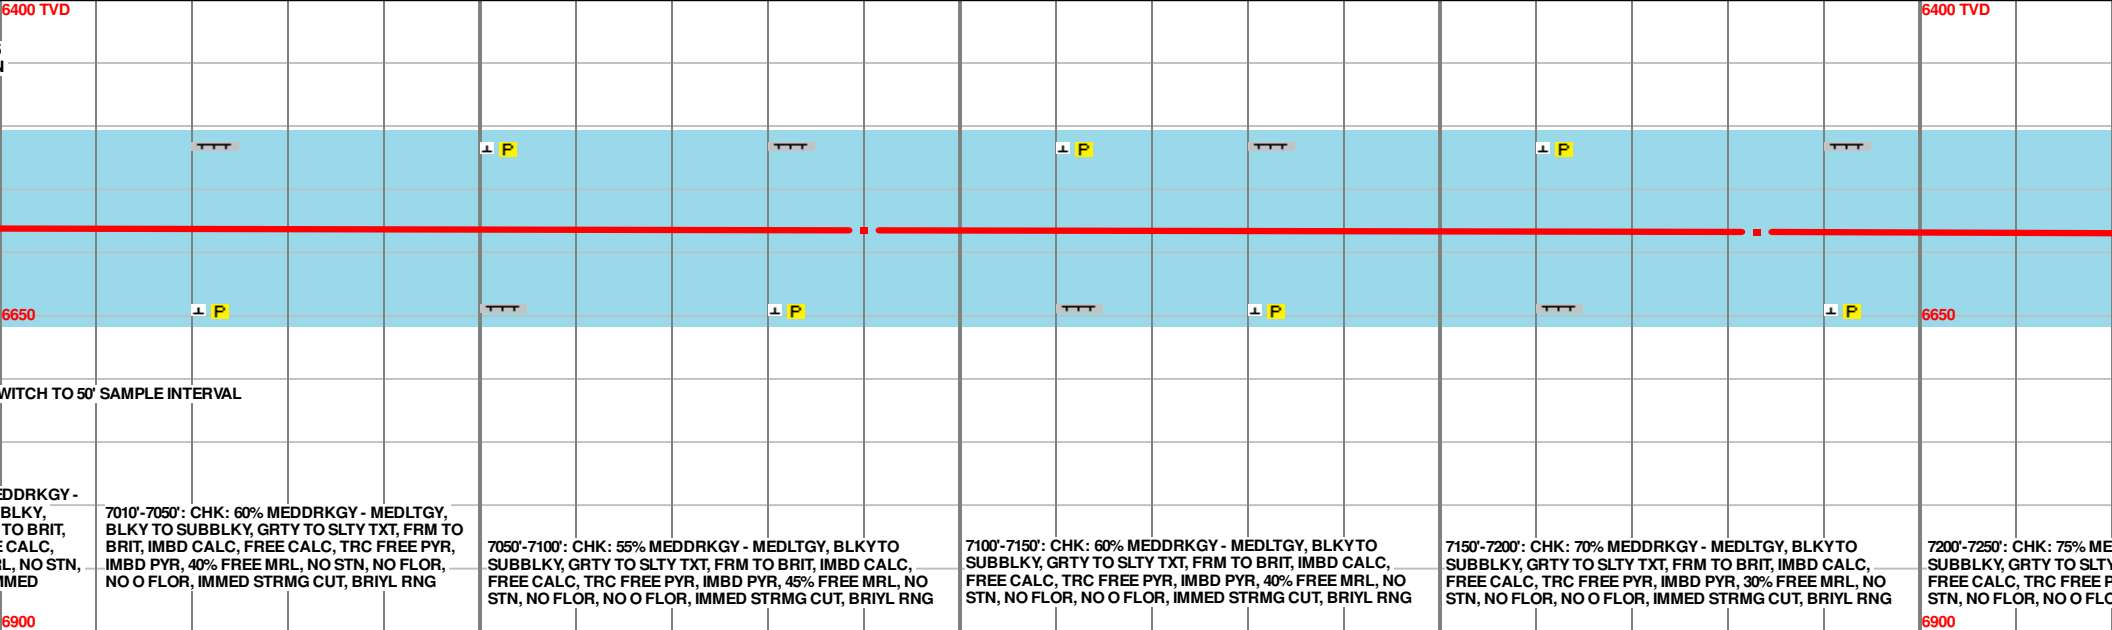 6400 TVD
6400 TVD
P
P
P
P
P
P
P
6650
6650
WITCH TO 50' SAMPLE INTERVAL
EDDRKGY -
BLKY,
TO BRIT,
CALC,
NO STN,
7010'-7050': CHK: 60% MEDDRKGY - MEDLTGY,
BLKY TO SUBBLKY, GRTY TO SLTY TXT, FRM TO
BRIT, IMBD CALC, FREE CALC, TRC FREE PYR,
IMBD PYR, 40% FREE MRL, NO STN, NO FLOR,
NO O FLOR, IMMED STRMG CUT, BRIYL RNG
7050'-7100': CHK: 55% MEDDRKGY - MEDLTGY, BLKY TO
SUBBLKY, GRTY TO SLTY TXT, FRM TO BRIT, IMBD CALC,
FREE CALC, TRC FREE PYR, IMBD PYR, 45% FREE MRL, NO
STN, NO FLOR, NO O FLOR, IMMED STRMG CUT, BRIYL RNG
7100'-7150': CHK: 60% MEDDRKGY - MEDLTGY, BLKY TO
SUBBLKY, GRTY TO SLTY TXT, FRM TO BRIT, IMBD CALC,
FREE CALC, TRC FREE PYR, IMBD PYR, 40% FREE MRL, NO
STN, NO FLOR, NO O FLOR, IMMED STRMG CUT, BRIYL RNG
7150'-7200': CHK: 70% MEDDRKGY - MEDLTGY, BLKY TO
SUBBLKY, GRTY TO SLTY TXT, FRM TO BRIT, IMBD CALC,
FREE CALC, TRC FREE PYR, IMBD PYR, 30% FREE MRL, NO
STN, NO FLOR, NO O FLOR, IMMED STRMG CUT, BRIYL RNG
7200'-7250': CHK: 75% ME
SUBBLKY, GRTY TO SLTY
FREE CALC, TRC FREE P
STN, NO FLOR, NO O FLO
6900
6900